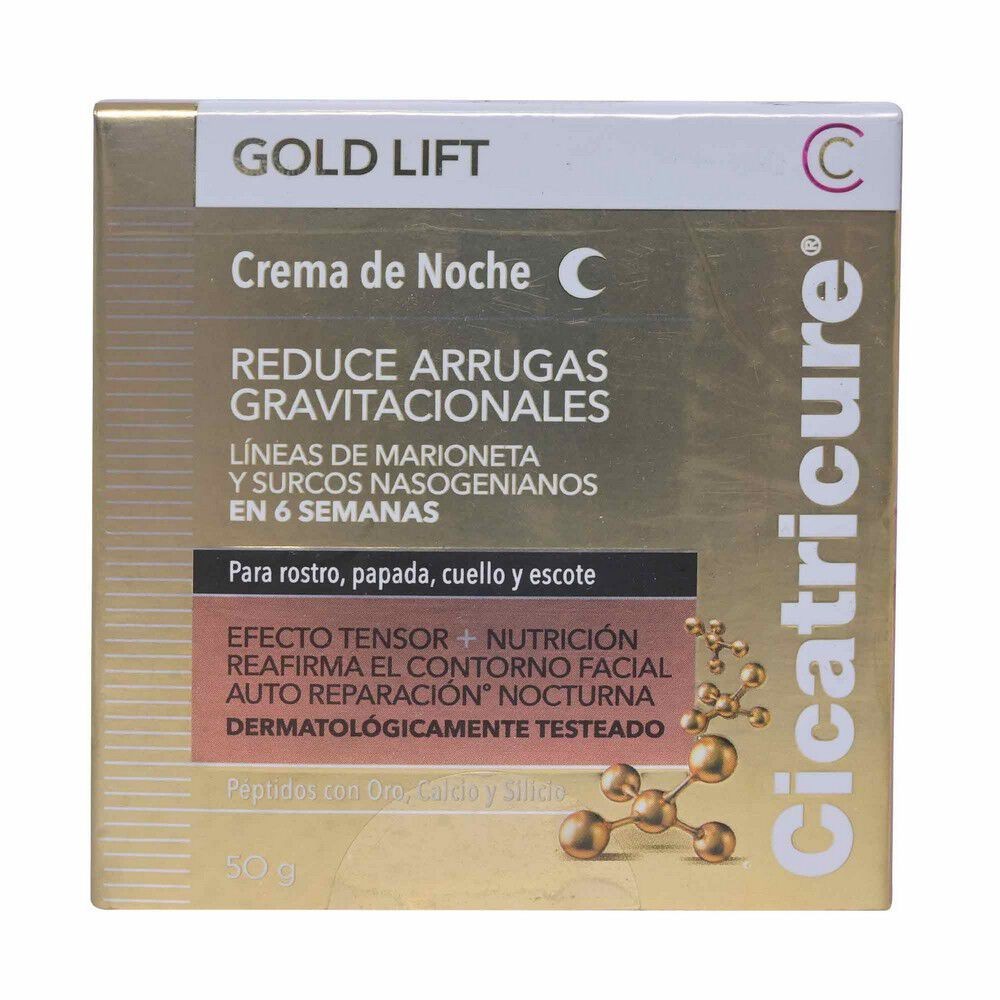 GOLD LIFT
CC
Crema de Noche
REDUCE ARRUGAS
GRAVITACIONALES
LÍNEAS DE MARIONETA
Y SURCOS NASOGENIANOS
EN 6 SEMANAS
Para rostro, papada, cuello y escote
EFECTO TENSOR + NUTRICIÓN
REAFIRMA EL CONTORNO FACIAL
AUTO REPARACIÓN° NOCTURNA
DERMATOLÓGICAMENTE TESTEADO
Péptidos con Oro, Calcio y Silicio
50 g
Cicatricure®